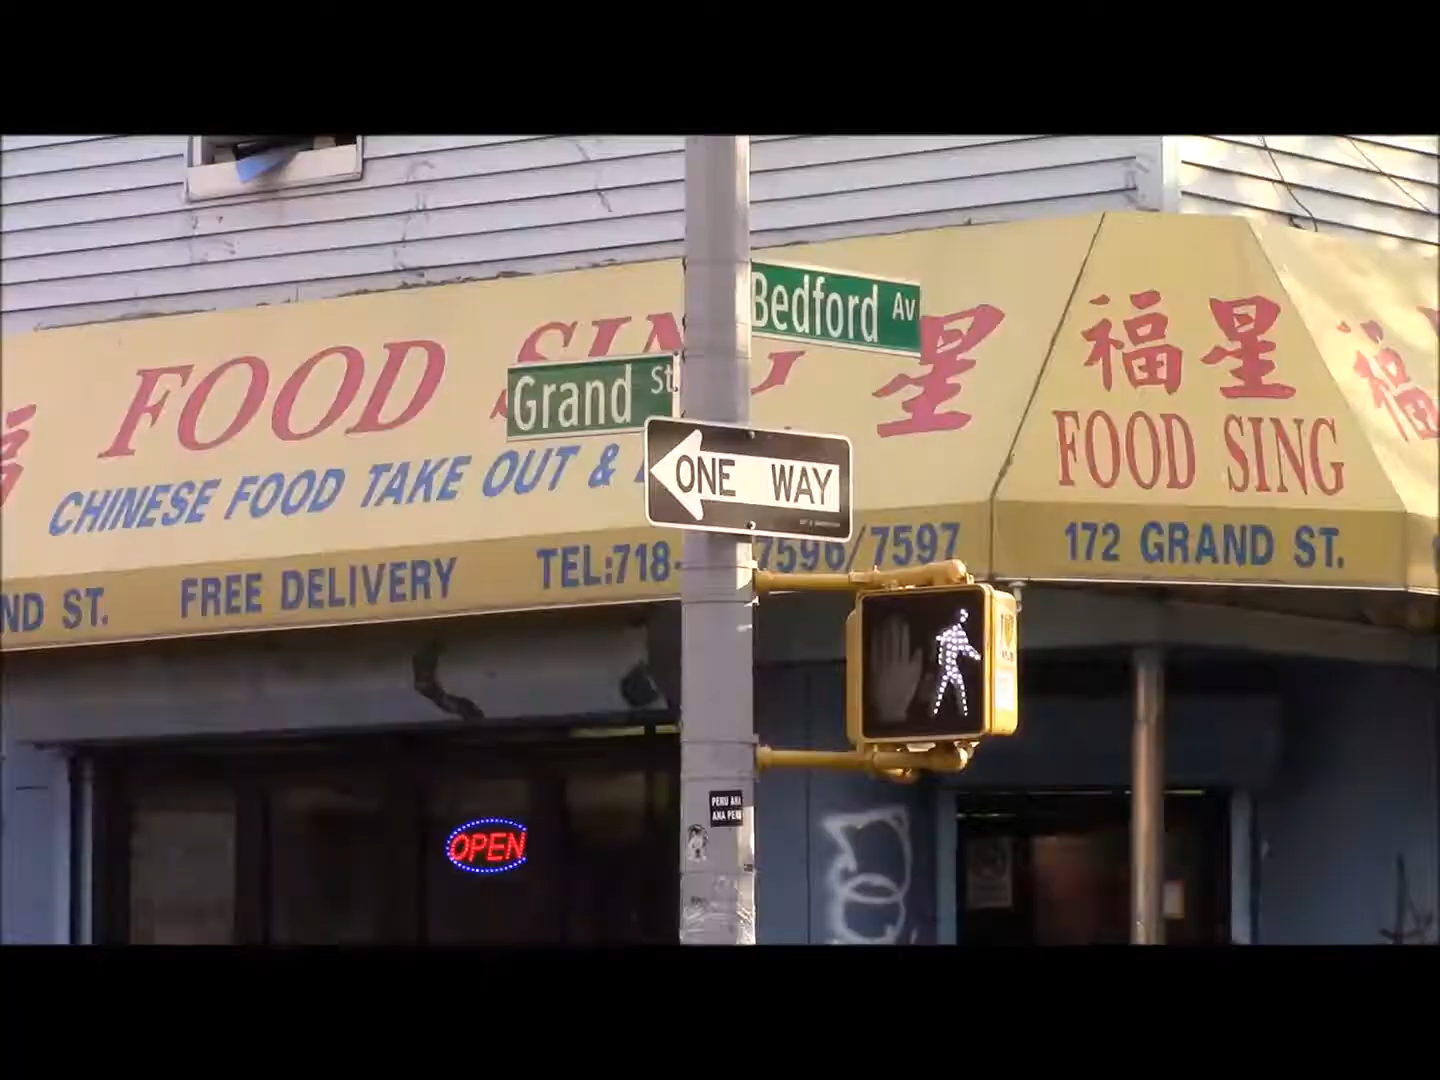 Bedford Av
Grand St
ONE WAY
FOOD
星
福星
福
CHINESE FOOD TAKE OUT &
FOOD SING
ST.
FREE DELIVERY
TEL:718-
7596/7597
172 GRAND ST.
OPEN